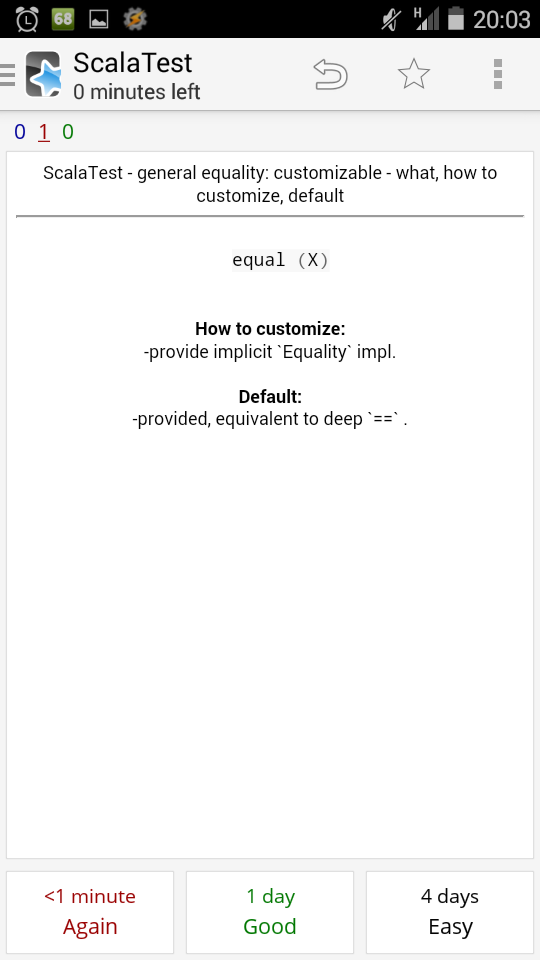 68
H
20:03
ScalaTest
0 minutes left
0 1 0
ScalaTest - general equality: customizable - what, how to
customize, default
equal (X)
How to customize:
-provide implicit `Equality` impl.
Default:
-provided, equivalent to deep `==` .
<1 minute
Again
1 day
Good
4 days
Easy